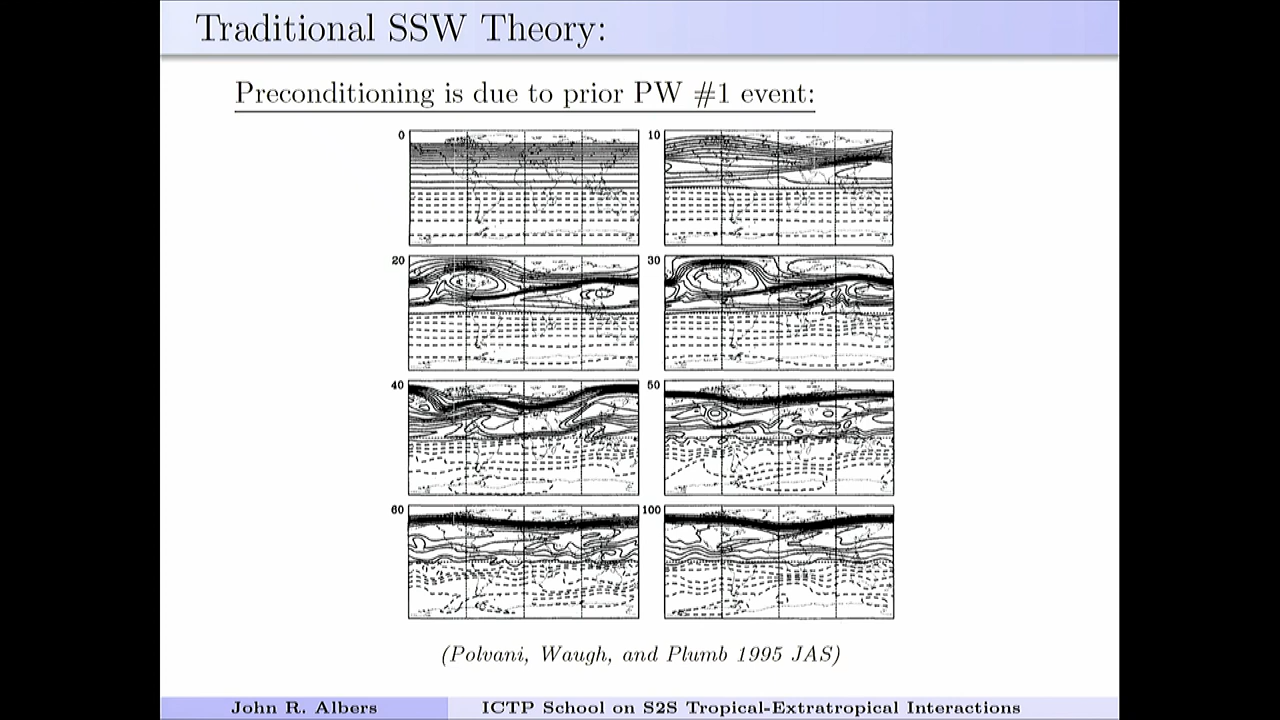 Traditional SSW Theory:
Preconditioning is due to prior PW #1 event:
0
10
20
30
40
50
60
100
(Polvani, Waugh, and Plumb 1995 JAS)
John R. Albers
ICTP School on S2S Tropical-Extratropical Interactions